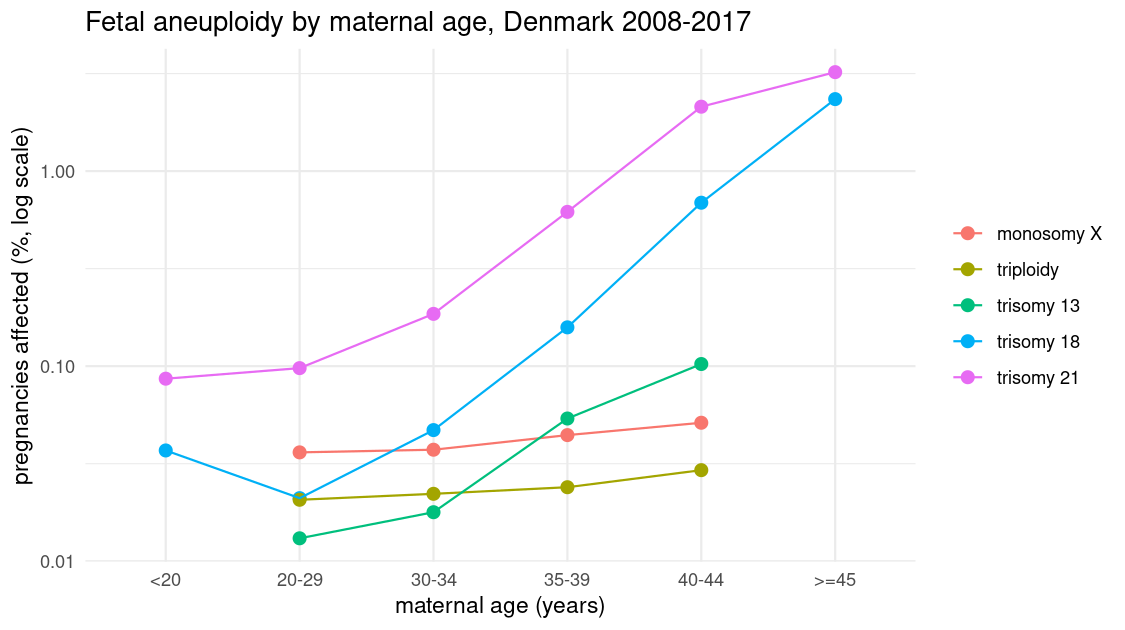 Fetal aneuploidy by maternal age, Denmark 2008-2017
pregnancies affected (%, log scale)
1.00
0.10
0.01
<20
20-29
30-34
35-39
40-44
>=45
maternal age (years)
monosomy X
triploidy
trisomy 13
trisomy 18
trisomy 21